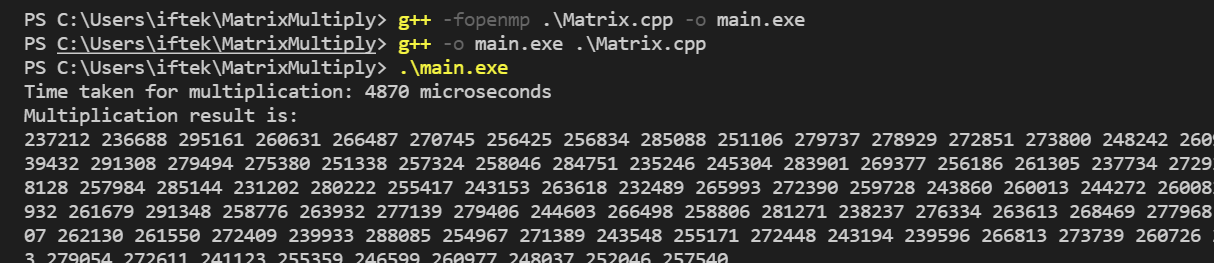 PS C:\Users\iftek\MatrixMultiply> g++ -fopenmp .\Matrix.cpp -o main.exe
PS C:\Users\iftek\MatrixMultiply> g++ -o main.exe .\Matrix.cpp
PS C:\Users\iftek\MatrixMultiply> .\main.exe
Time taken for multiplication: 4870 microseconds
Multiplication result is:
237212 236688 295161 260631 266487 270745 256425 256834 285088 251106 279737 278929 272851 273800 248242 260
39432 291308 279494 275380 251338 257324 258046 284751 235246 245304 283901 269377 256186 261305 237734 2729
8128 257984 285144 231202 280222 255417 243153 263618 232489 265993 272390 259728 243860 260013 244272 26008
932 261679 291348 258776 263932 277139 279406 244603 266498 258806 281271 238237 276334 263613 268469 277968
07 262130 261550 272409 239933 288085 254967 271389 243548 255171 272448 243194 239596 266813 273739 260726
3 279054 272611 241123 255359 246599 260977 248037 252046 257540